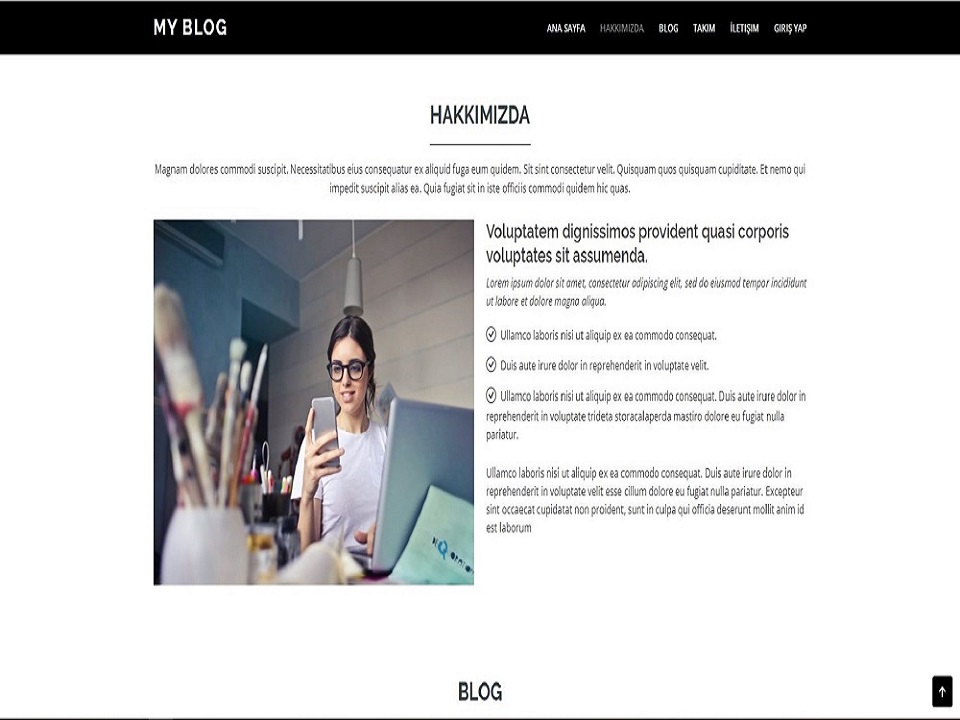 MY BLOG
ANA SAYFA HAKKIMIZDA BLOG TAKIM İLETİŞİM GİRİŞ YAP
HAKKIMIZDA
Magnam dolores commodi suscipit. Necessitatibus eius consequatur ex aliquid fuga eum quidem. Sit sint consectetur velit. Quisquam quos quisquam cupiditate. Et nemo qui
impedit suscipit alias ea. Quia fugiat sit in iste officiis commodi quidem hic quas.
Voluptatem dignissimos provident quasi corporis
voluptates sit assumenda.
Lorem ipsum dolor sit amet, consectetur adipiscing elit, sed do eiusmod tempor incididunt
ut labore et dolore magna aliqua.
Ullamco laboris nisi ut aliquip ex ea commodo consequat.
Duis aute irure dolor in reprehenderit in voluptate velit.
Ullamco laboris nisi ut aliquip ex ea commodo consequat. Duis aute irure dolor in
reprehenderit in voluptate trideta storacalaperda mastiro dolore eu fugiat nulla
pariatur.
Ullamco laboris nisi ut aliquip ex ea commodo consequat. Duis aute irure dolor in
reprehenderit in voluptate velit esse cillum dolore eu fugiat nulla pariatur. Excepteur
sint occaecat cupidatat non proident, sunt in culpa qui officia deserunt mollit anim id
est laborum
BLOG